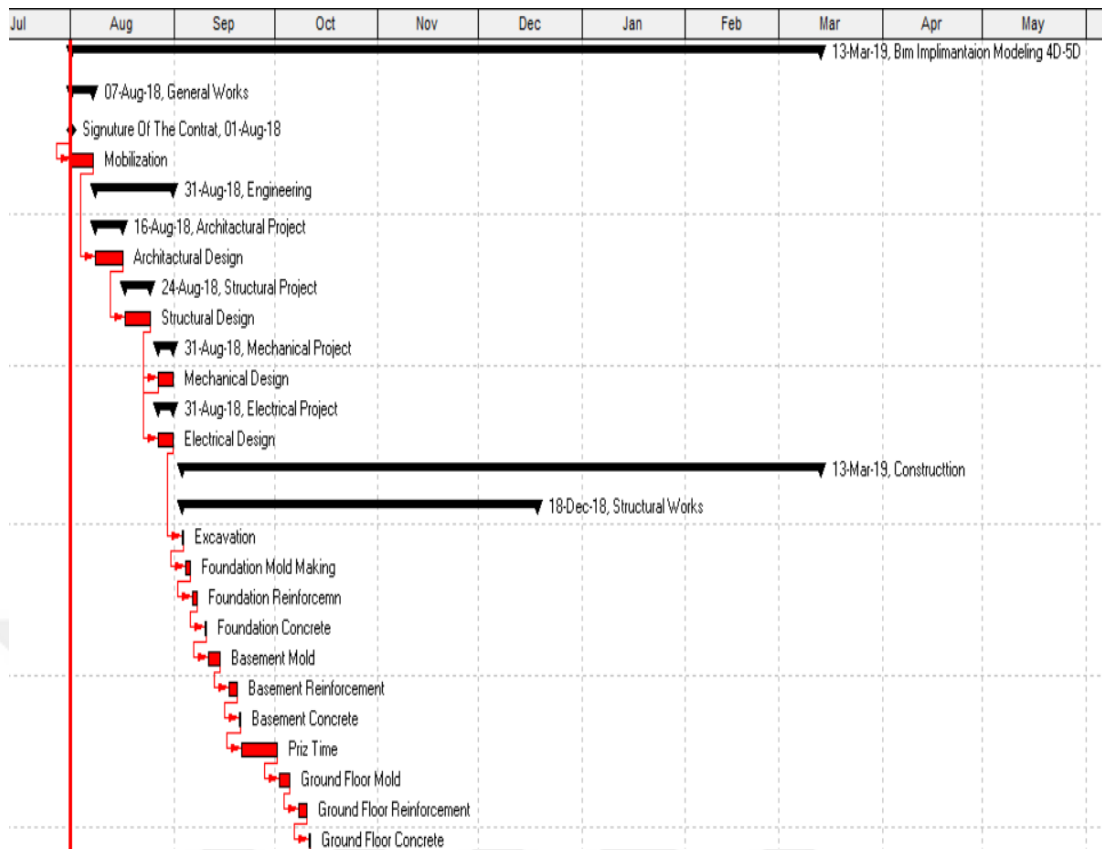 Jul Aug Sep Oct Nov Dec Jan Feb Mar Apr May
13-Mar-19, Bim Implimantaion Modeling 4D-5D
07-Aug-18, General Works
Signuture Of The Contrat, 01-Aug-18
Mobilization
31-Aug-18, Engineering
16-Aug-18, Architactural Project
Architactural Design
24-Aug-18, Structural Project
Structural Design
31-Aug-18, Mechanical Project
Mechanical Design
31-Aug-18, Electrical Project
Electrical Design
13-Mar-19, Constructtion
18-Dec-18, Structural Works
Excavation
Foundation Mold Making
Foundation Reinforcemn
Foundation Concrete
Basement Mold
Basement Reinforcement
Basement Concrete
Priz Time
Ground Floor Mold
Ground Floor Reinforcement
Ground Floor Concrete